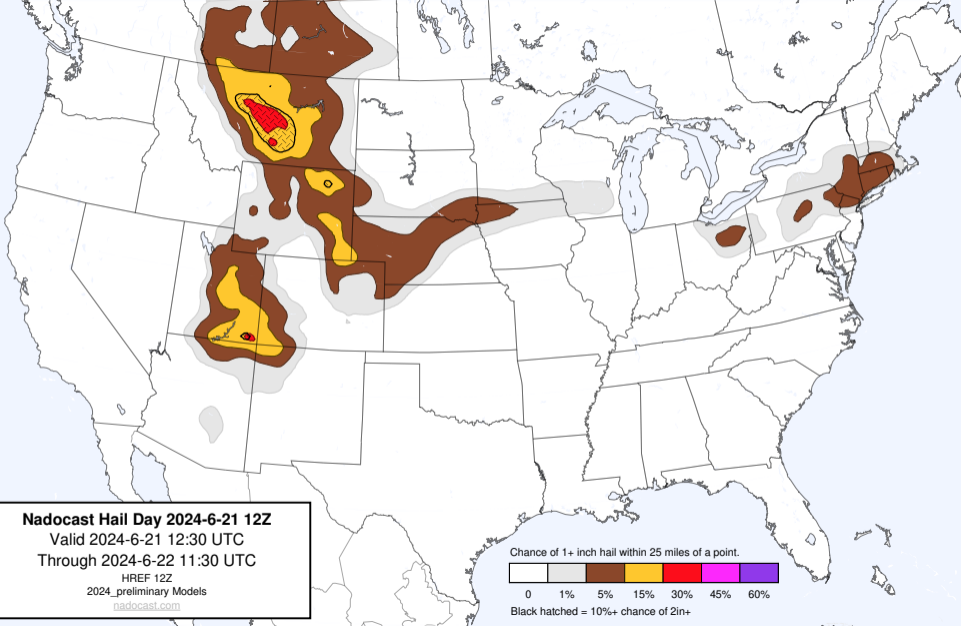 Nadocast Hail Day 2024-6-21 12Z
Valid 2024-6-21 12:30 UTC
Through 2024-6-22 11:30 UTC
HREF 12Z
2024_preliminary Models
nadocast.com
Chance of 1+ inch hail within 25 miles of a point.
0 1% 5% 15% 30% 45% 60%
Black hatched = 10%+ chance of 2in+